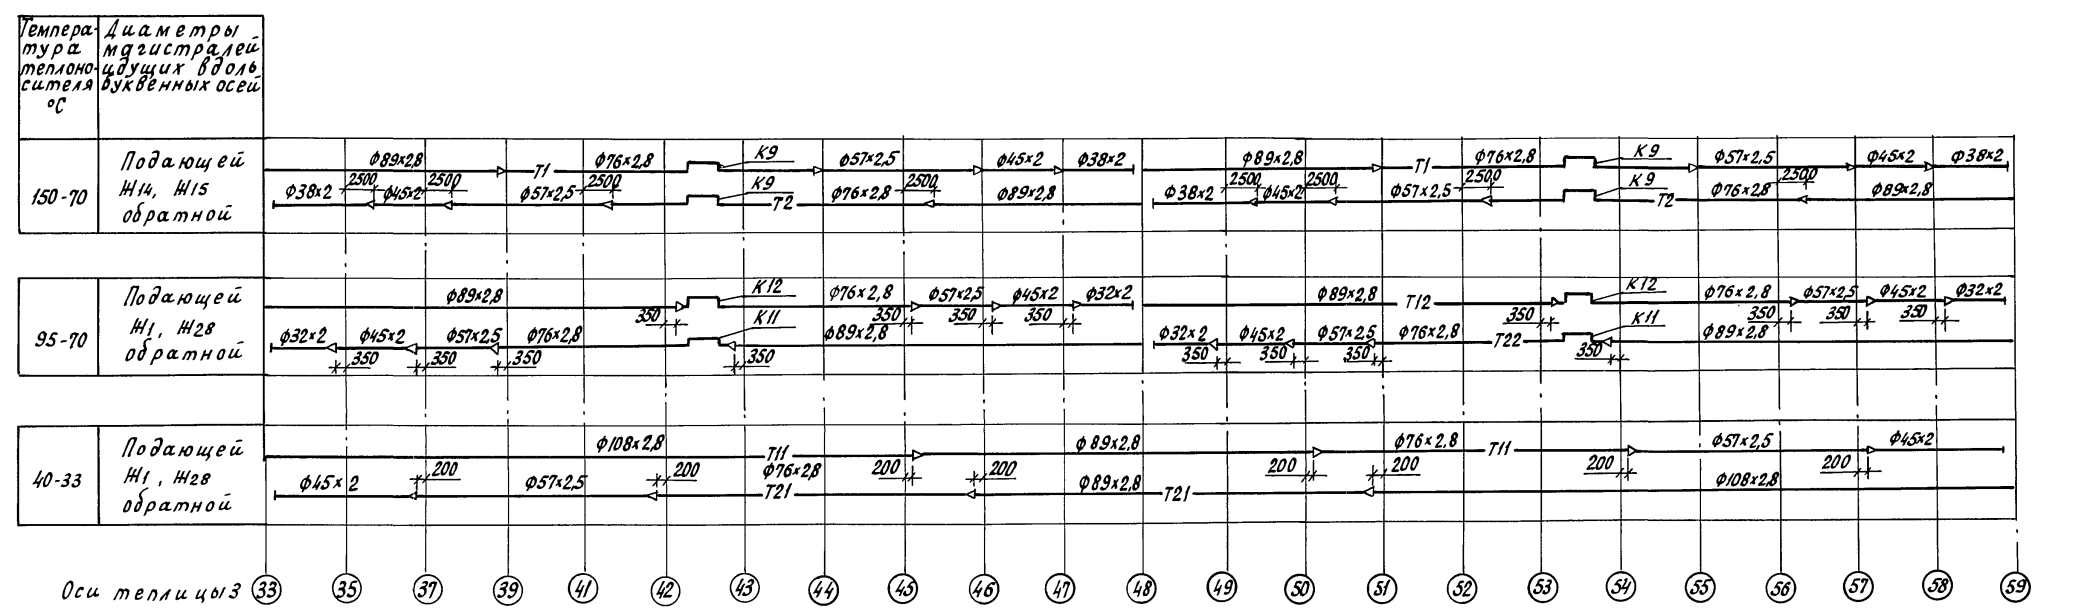 Темпера-
тура
теплоно-
сителя
°С
Диаметры
магистралей
идущих вдоль
буквенных осей
150-70
Подающей
Ж14, Ж15
обратной
Ф89×2,8 Т1 Ф76×2,8 К9 Ф57×2,5 Ф45×2 Ф38×2 Ф89×2,8 Т1 Ф76×2,8 К9 Ф57×2,5 Ф45×2 Ф38×2
2500 2500 2500 2500 2500 2500 2500 2500
Ф38×2 Ф45×2 Ф57×2,5 К9 Т2 Ф76×2,8 Ф89×2,8 Ф38×2 Ф45×2 Ф57×2,5 К9 Т2 Ф76×2,8 Ф89×2,8
95-70
Подающей
Ж1, Ж28
обратной
Ф89×2,8 К12 Ф76×2,8 Ф57×2,5 Ф45×2 Ф32×2 Ф89×2,8 Т12 К12 Ф76×2,8 Ф57×2,5 Ф45×2 Ф32×2
350 350 350 350 350 350 350 350
Ф32×2 Ф45×2 Ф57×2,5 Ф76×2,8 К11 Ф89×2,8 Ф32×2 Ф45×2 Ф57×2,5 Ф76×2,8 Т22 К11 Ф89×2,8
350 350 350 350 350 350 350 350
40-33
Подающей
Ж1, Ж28
обратной
Ф108×2,8 Т11 Ф89×2,8 Ф76×2,8 Т11 Ф57×2,5 Ф45×2
200 200 200 200 200 200 200 200
Ф45×2 Ф57×2,5 Ф76×2,8 Т21 Ф89×2,8 Т21 Ф108×2,8
Оси теплицы 3 33 35 37 39 41 42 43 44 45 46 47 48 49 50 51 52 53 54 55 56 57 58 59